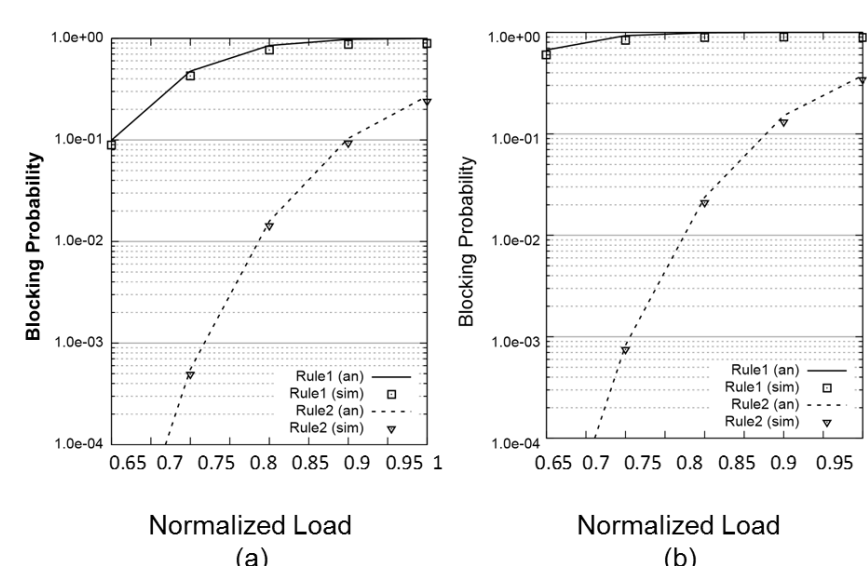 1.0e+00
1.0e-01
1.0e-02
1.0e-03
1.0e-04
Blocking Probability
Rule1 (an)
Rule1 (sim)
Rule2 (an)
Rule2 (sim)
0.65 0.7 0.75 0.8 0.85 0.9 0.95 1
Normalized Load
(a)
1.0e+00
1.0e-01
1.0e-02
1.0e-03
1.0e-04
Blocking Probability
Rule1 (an)
Rule1 (sim)
Rule2 (an)
Rule2 (sim)
0.65 0.7 0.75 0.8 0.85 0.9 0.95
Normalized Load
(b)